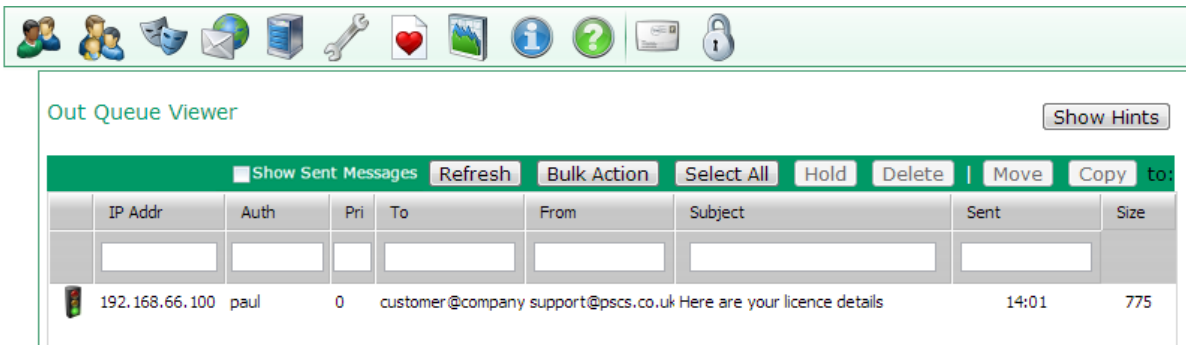 Out Queue Viewer
Show Hints
Show Sent Messages Refresh Bulk Action Select All Hold Delete | Move Copy to:
IP Addr Auth Pri To From Subject Sent Size
192.168.66.100 paul 0 customer@company support@pscs.co.uk Here are your licence details 14:01 775